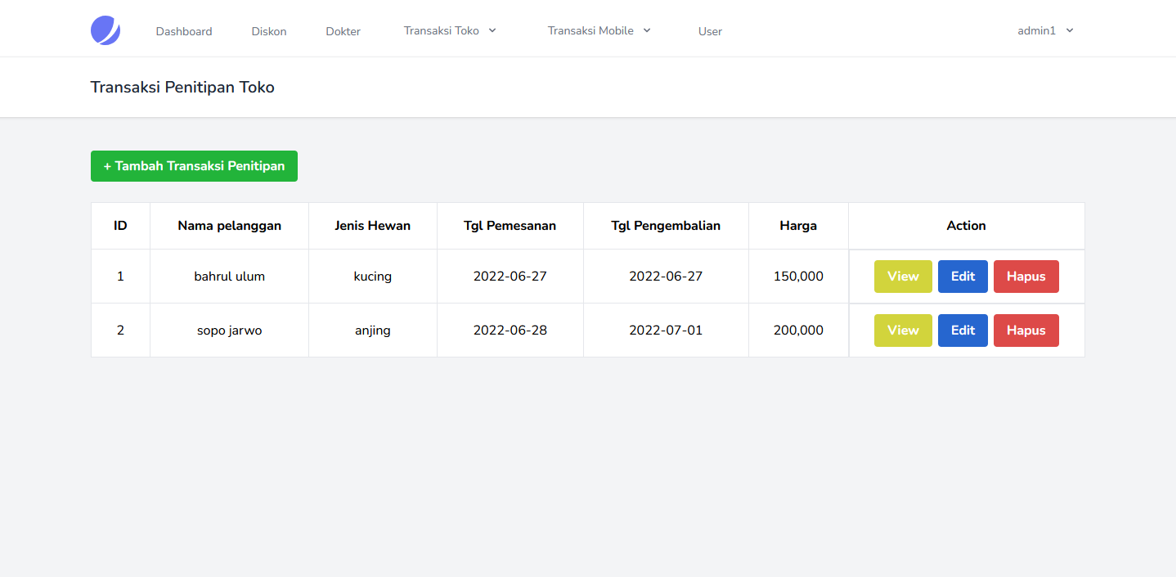 Dashboard Diskon Dokter Transaksi Toko Transaksi Mobile User admin1
Transaksi Penitipan Toko
+ Tambah Transaksi Penitipan
ID Nama pelanggan Jenis Hewan Tgl Pemesanan Tgl Pengembalian Harga Action
1 bahrul ulum kucing 2022-06-27 2022-06-27 150,000 View Edit Hapus
2 sopo jarwo anjing 2022-06-28 2022-07-01 200,000 View Edit Hapus